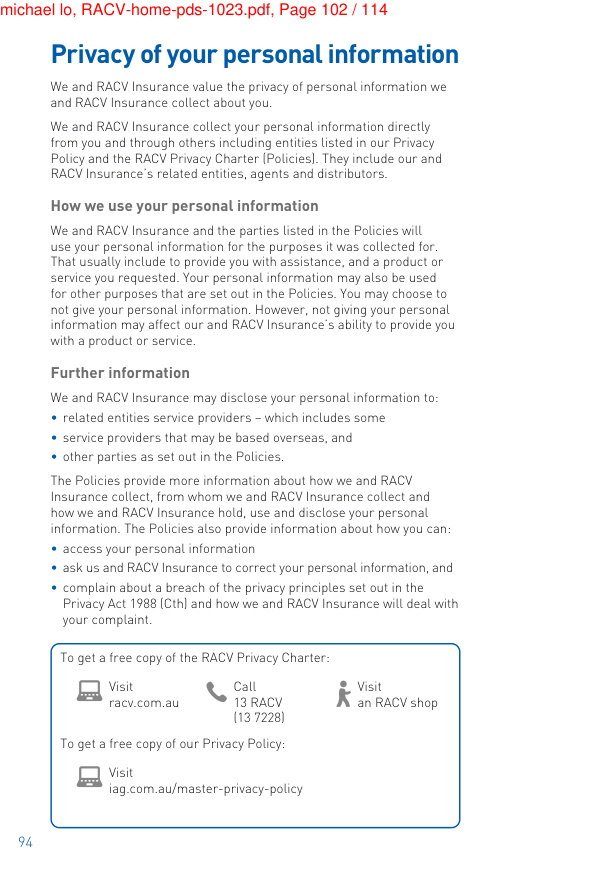 michael lo, RACV-home-pds-1023.pdf, Page 102 / 114
Privacy of your personal information
We and RACV Insurance value the privacy of personal information we
and RACV Insurance collect about you.
We and RACV Insurance collect your personal information directly
from you and through others including entities listed in our Privacy
Policy and the RACV Privacy Charter (Policies). They include our and
RACV Insurance's related entities, agents and distributors.
How we use your personal information
We and RACV Insurance and the parties listed in the Policies will
use your personal information for the purposes it was collected for.
That usually include to provide you with assistance, and a product or
service you requested. Your personal information may also be used
for other purposes that are set out in the Policies. You may choose to
not give your personal information. However, not giving your personal
information may affect our and RACV Insurance's ability to provide you
with a product or service.
Further information
We and RACV Insurance may disclose your personal information to:
• related entities service providers – which includes some
• service providers that may be based overseas, and
• other parties as set out in the Policies.
The Policies provide more information about how we and RACV
Insurance collect, from whom we and RACV Insurance collect and
how we and RACV Insurance hold, use and disclose your personal
information. The Policies also provide information about how you can:
• access your personal information
• ask us and RACV Insurance to correct your personal information, and
• complain about a breach of the privacy principles set out in the
Privacy Act 1988 (Cth) and how we and RACV Insurance will deal with
your complaint.
To get a free copy of the RACV Privacy Charter:
Visit
racv.com.au
Call
13 RACV
(13 7228)
Visit
an RACV shop
To get a free copy of our Privacy Policy:
Visit
iag.com.au/master-privacy-policy
94